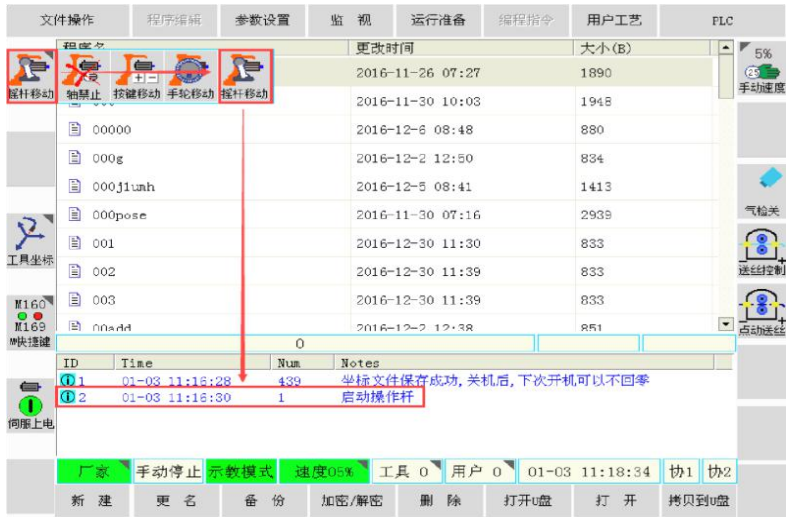 文件操作 程序编辑 参数设置 监 视 运行准备 编程指令 用户工艺 PLC
程序名 更改时间 大小(B)
摇杆移动 轴禁止 按键移动 手轮移动 摇杆移动
5%
手动速度
2016-11-26 07:27 1890
2016-11-30 10:03 1948
00000 2016-12-6 08:48 880
000g 2016-12-2 12:50 834
000jlumh 2016-12-5 08:41 1413
000pose 2016-11-30 07:16 2939
气检关
001 2016-12-30 11:30 833
工具坐标
002 2016-12-30 11:39 833
送丝控制
003 2016-12-30 11:39 833
M160
M169
M快捷键
00add 2016-12-2 12:38 851
点动送丝
0
ID Time Num Notes
1 01-03 11:16:28 439 坐标文件保存成功,关机后,下次开机可以不回零
2 01-03 11:16:30 1 启动操作杆
伺服上电
厂家 手动停止 示教模式 速度05% 工具 0 用户 0 01-03 11:18:34 协1 协2
新 建 更 名 备 份 加密/解密 删 除 打开U盘 打 开 拷贝到U盘